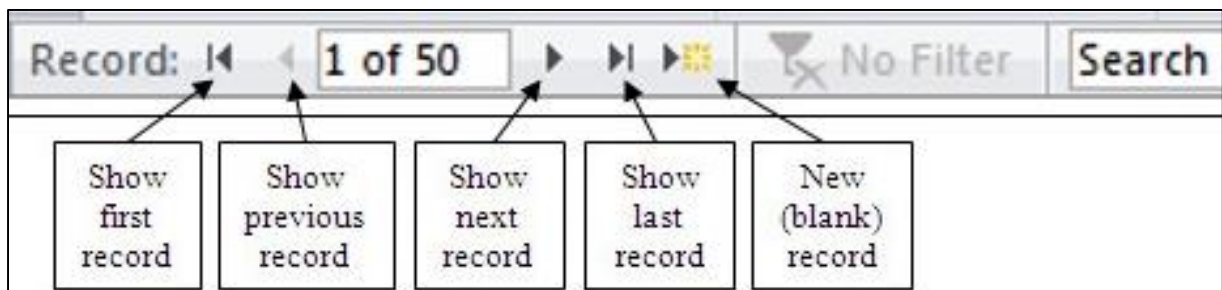 Record: 1 of 50 No Filter Search
Show
first
record
Show
previous
record
Show
next
record
Show
last
record
New
(blank)
record